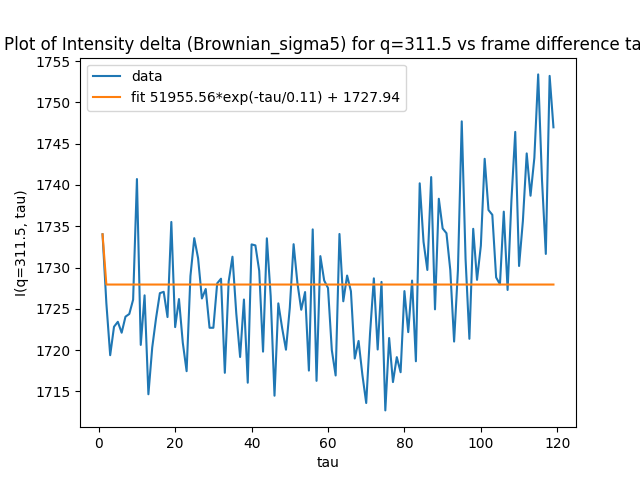 Plot of Intensity delta (Brownian_sigma5) for q=311.5 vs frame difference ta
1755
1750
1745
1740
1735
1730
1725
1720
1715
I(q=311.5, tau)
data
fit 51955.56*exp(-tau/0.11) + 1727.94
0 20 40 60 80 100 120
tau